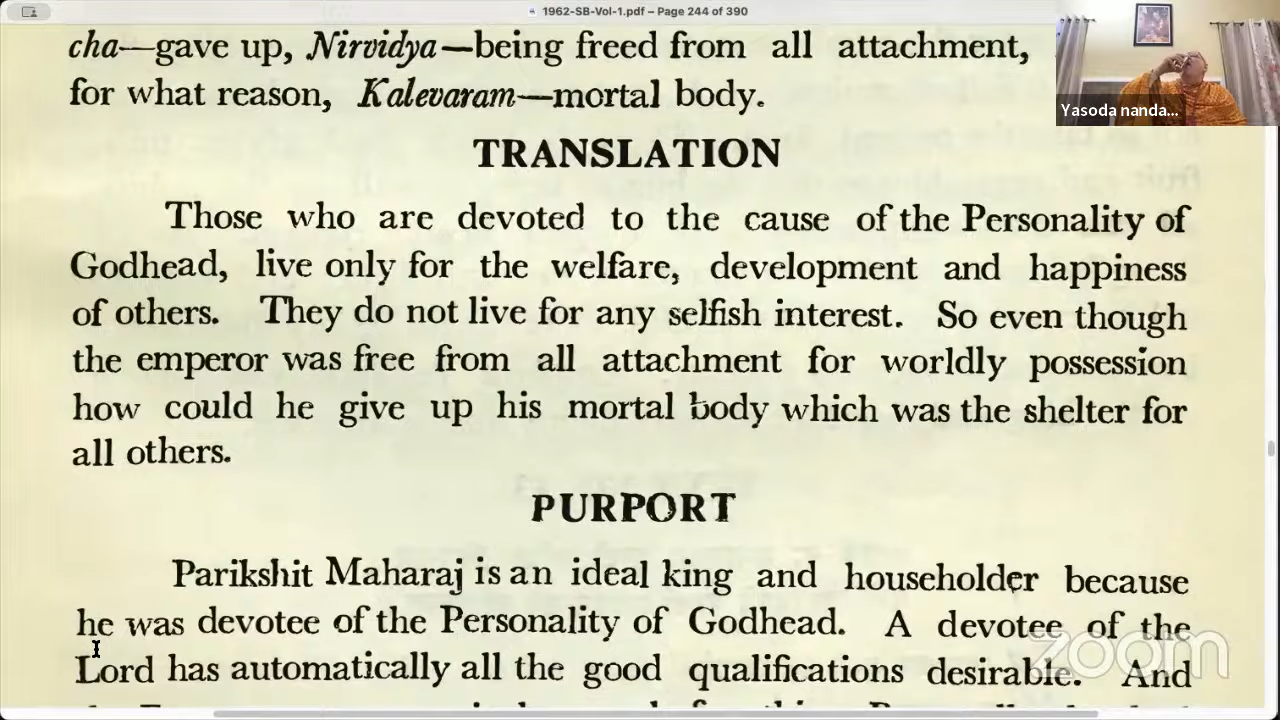 1962-SB-Vol-1.pdf – Page 244 of 390
cha—gave up, Nirvidya—being freed from all attachment,
for what reason, Kalevaram—mortal body.
Yasoda nanda...
TRANSLATION
Those who are devoted to the cause of the Personality of
Godhead, live only for the welfare, development and happiness
of others. They do not live for any selfish interest. So even though
the emperor was free from all attachment for worldly possession
how could he give up his mortal body which was the shelter for
all others.
PURPORT
Parikshit Maharaj is an ideal king and householder because
he was devotee of the Personality of Godhead. A devotee of the
Lord has automatically all the good qualifications desirable. And
zoom